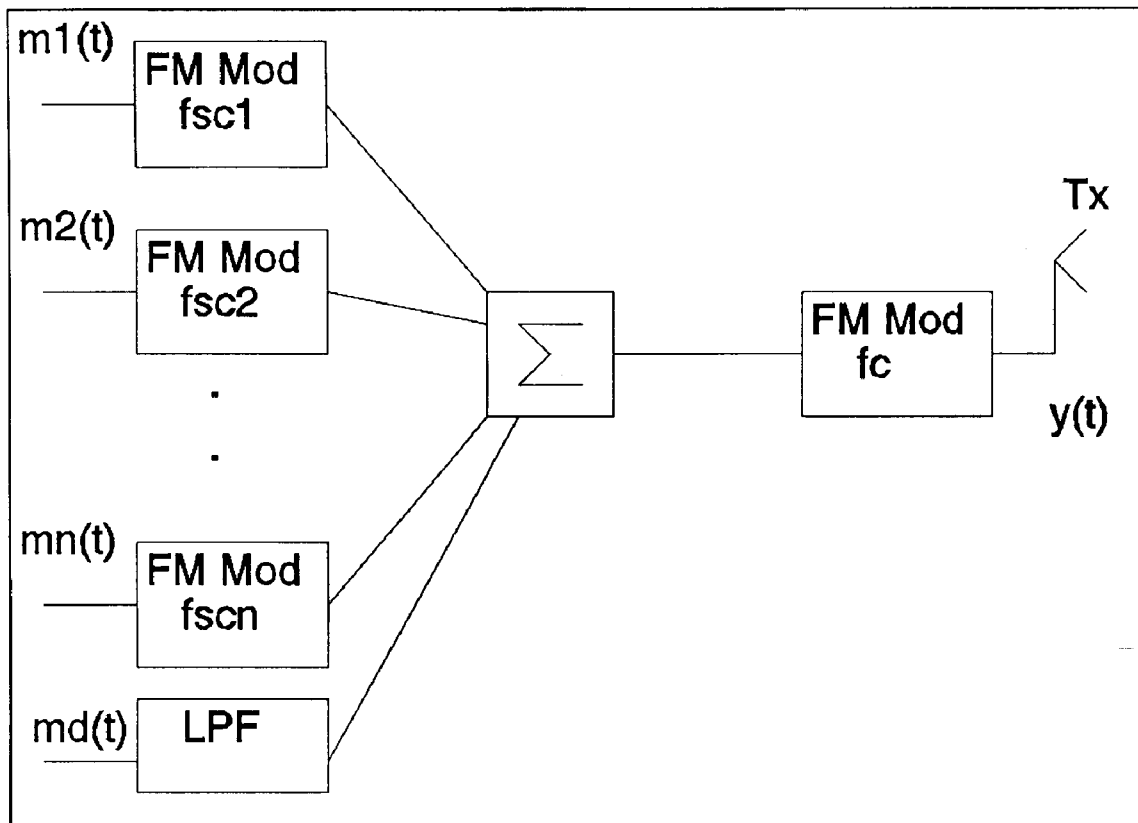 m1(t)
FM Mod
fsc1
m2(t)
FM Mod
fsc2
.
.
mn(t)
FM Mod
fscn
md(t)
LPF
Σ
FM Mod
fc
Tx
y(t)